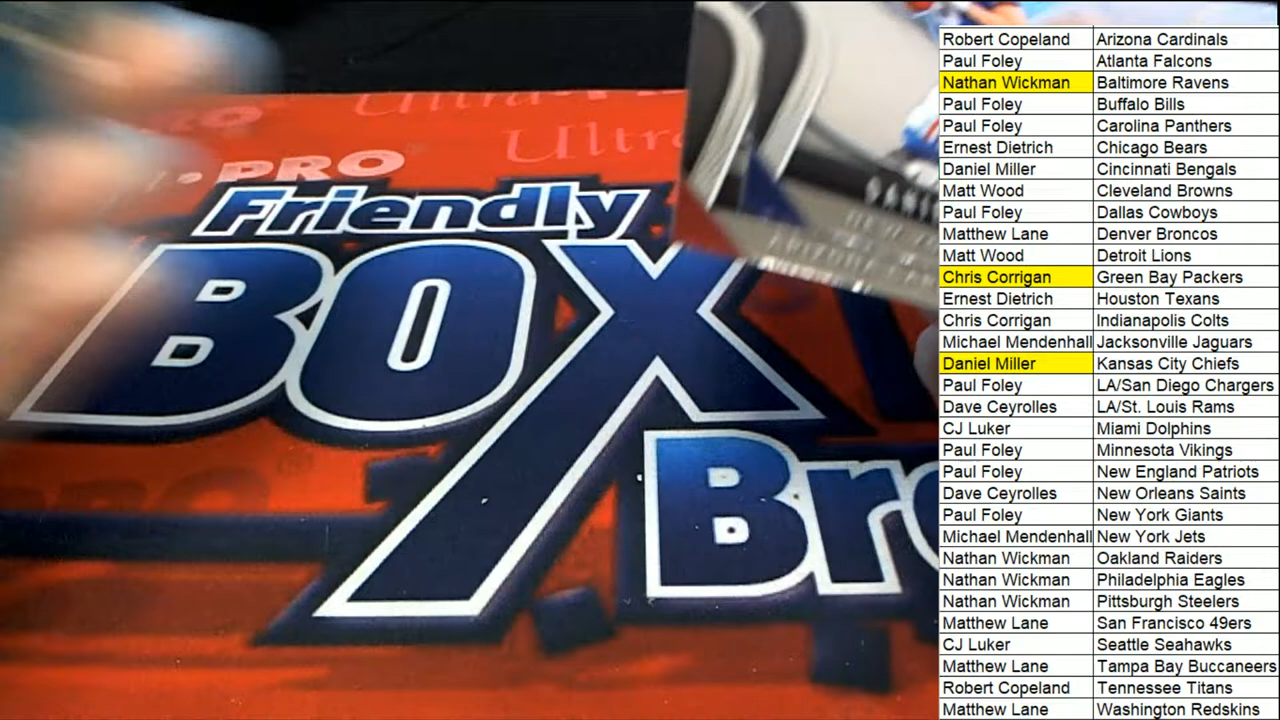 Ultra
PRO
Ultra
PRO
Friendly
BOX
Robert Copeland Arizona Cardinals
Paul Foley Atlanta Falcons
Nathan Wickman Baltimore Ravens
Paul Foley Buffalo Bills
Paul Foley Carolina Panthers
Ernest Dietrich Chicago Bears
Daniel Miller Cincinnati Bengals
Matt Wood Cleveland Browns
Paul Foley Dallas Cowboys
Matthew Lane Denver Broncos
Matt Wood Detroit Lions
Chris Corrigan Green Bay Packers
Ernest Dietrich Houston Texans
Chris Corrigan Indianapolis Colts
Michael Mendenhall Jacksonville Jaguars
Daniel Miller Kansas City Chiefs
Paul Foley LA/San Diego Chargers
Dave Ceyrolles LA/St. Louis Rams
CJ Luker Miami Dolphins
Paul Foley Minnesota Vikings
Paul Foley New England Patriots
Dave Ceyrolles New Orleans Saints
Paul Foley New York Giants
Michael Mendenhall New York Jets
Nathan Wickman Oakland Raiders
Nathan Wickman Philadelphia Eagles
Nathan Wickman Pittsburgh Steelers
Matthew Lane San Francisco 49ers
CJ Luker Seattle Seahawks
Matthew Lane Tampa Bay Buccaneers
Robert Copeland Tennessee Titans
Matthew Lane Washington Redskins